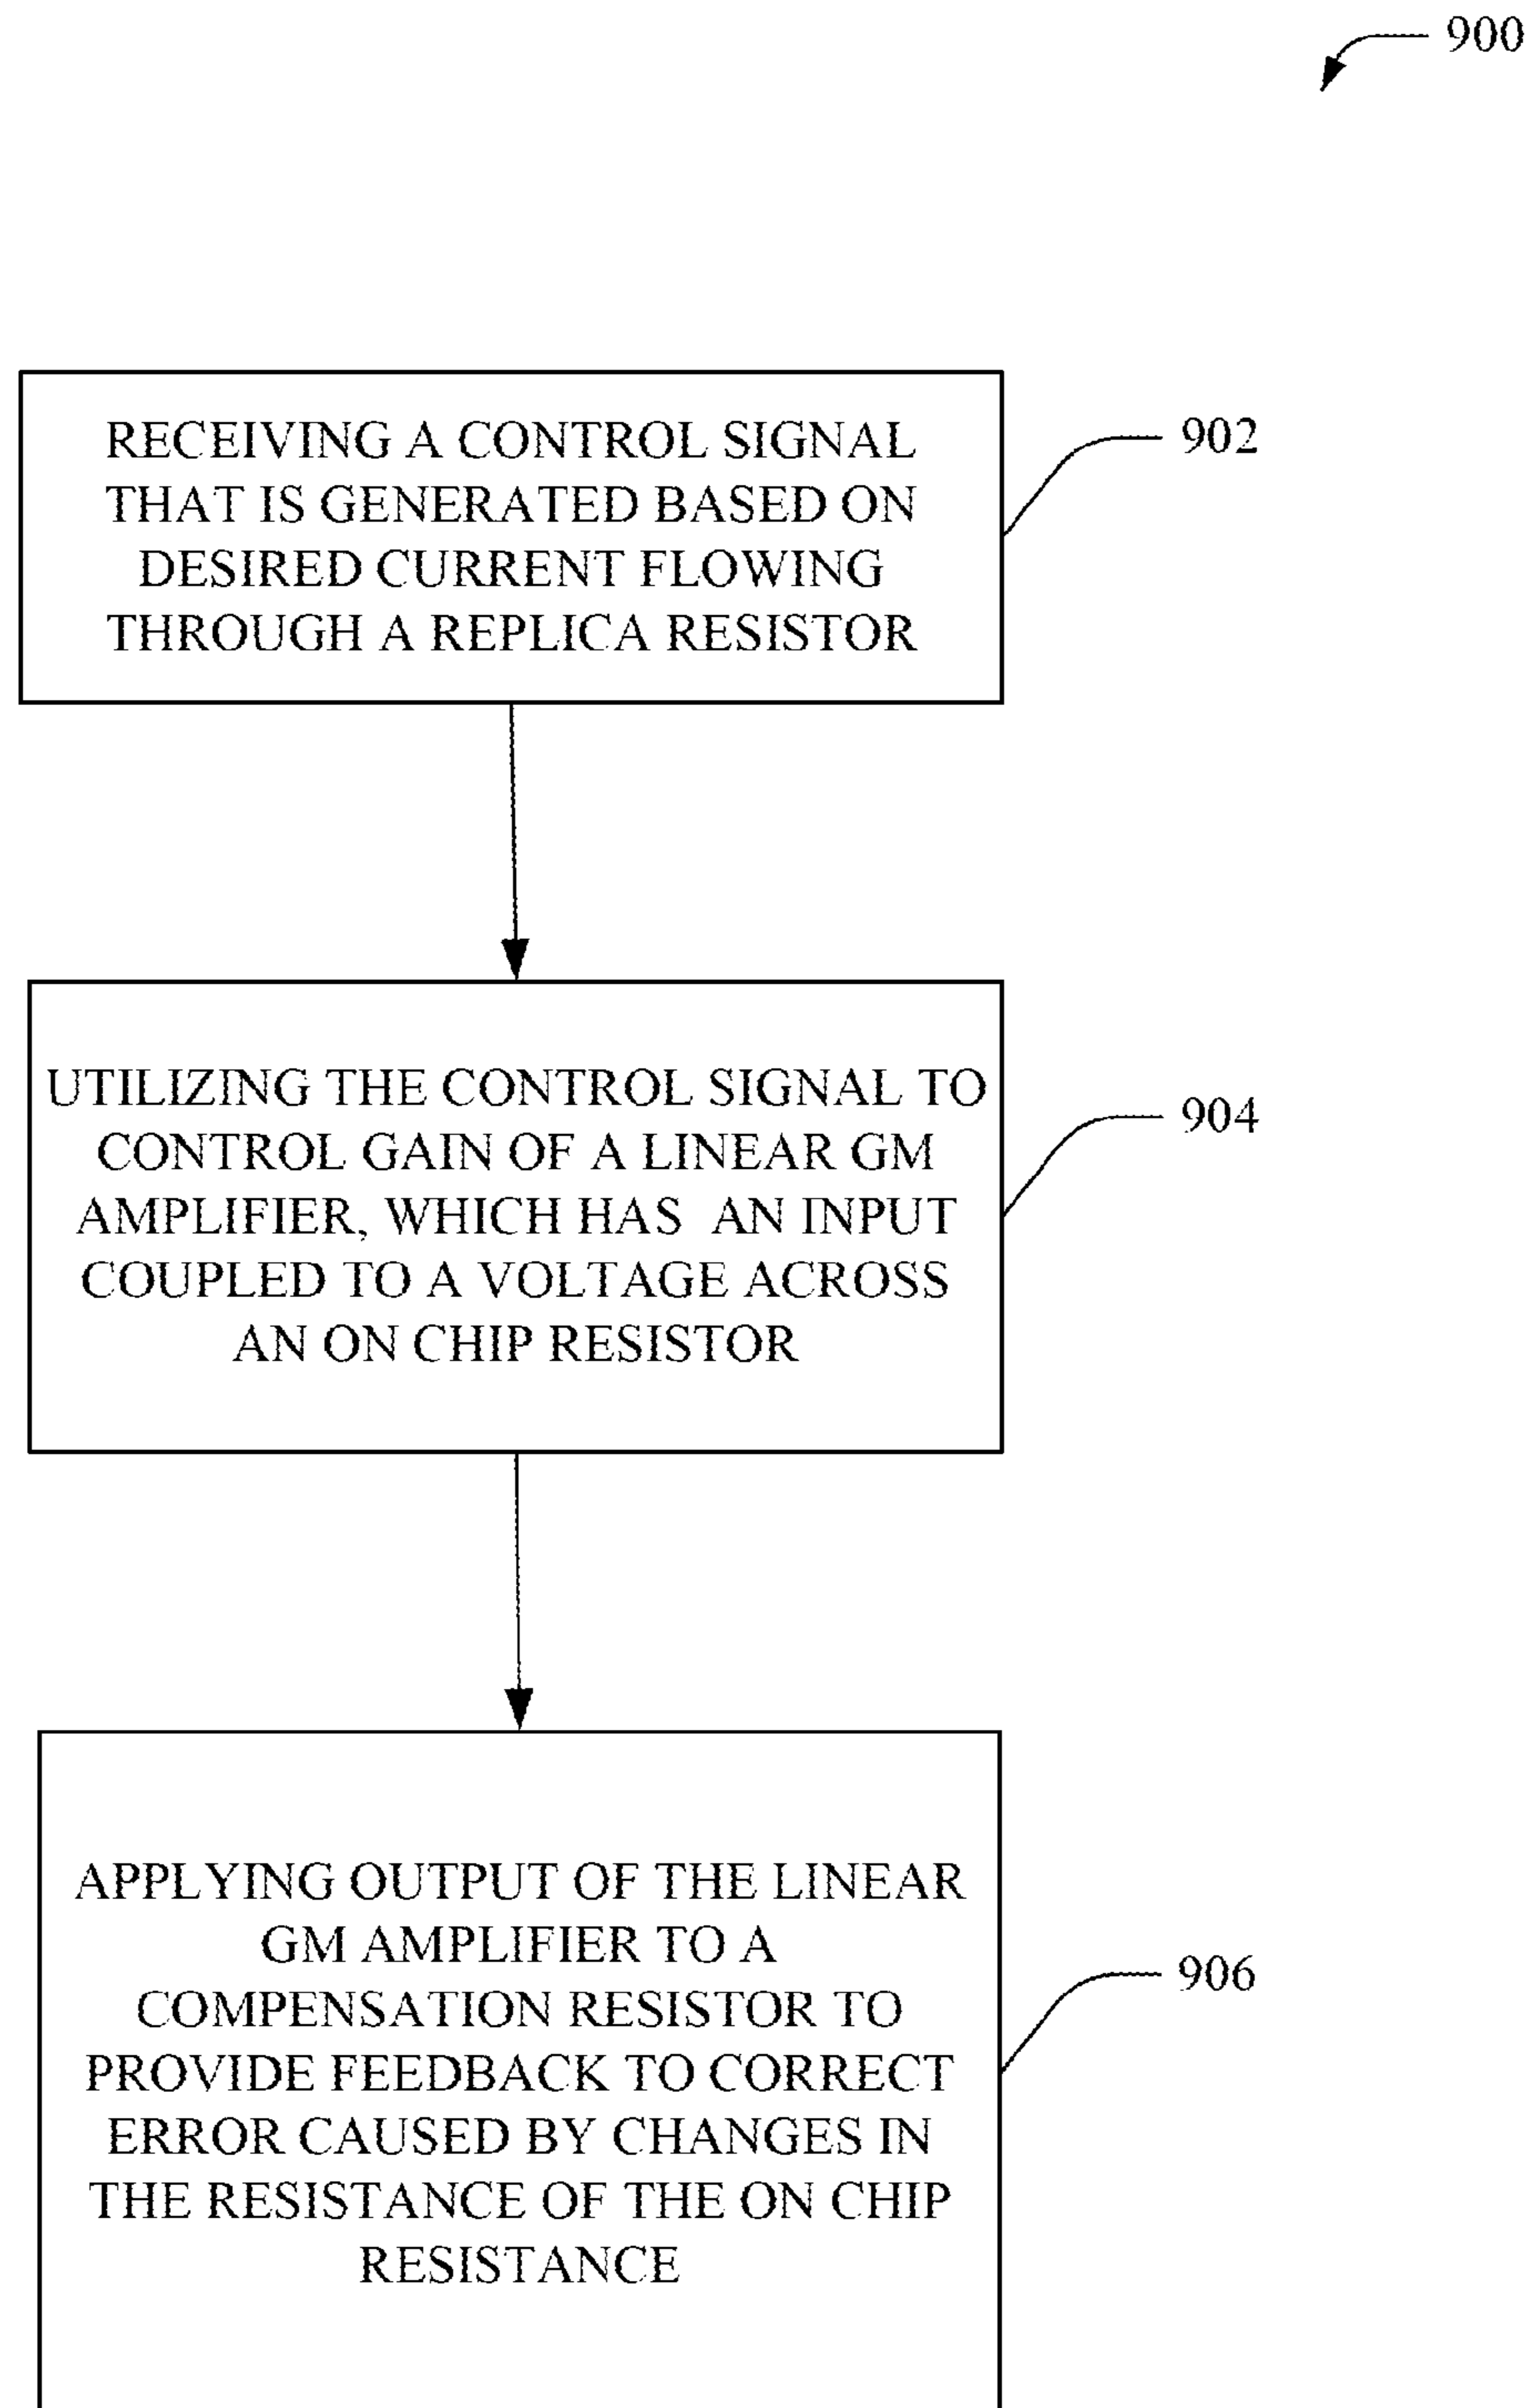 900
RECEIVING A CONTROL SIGNAL
THAT IS GENERATED BASED ON
DESIRED CURRENT FLOWING
THROUGH A REPLICA RESISTOR
902
UTILIZING THE CONTROL SIGNAL TO
CONTROL GAIN OF A LINEAR GM
AMPLIFIER, WHICH HAS AN INPUT
COUPLED TO A VOLTAGE ACROSS
AN ON CHIP RESISTOR
904
APPLYING OUTPUT OF THE LINEAR
GM AMPLIFIER TO A
COMPENSATION RESISTOR TO
PROVIDE FEEDBACK TO CORRECT
ERROR CAUSED BY CHANGES IN
THE RESISTANCE OF THE ON CHIP
RESISTANCE
906